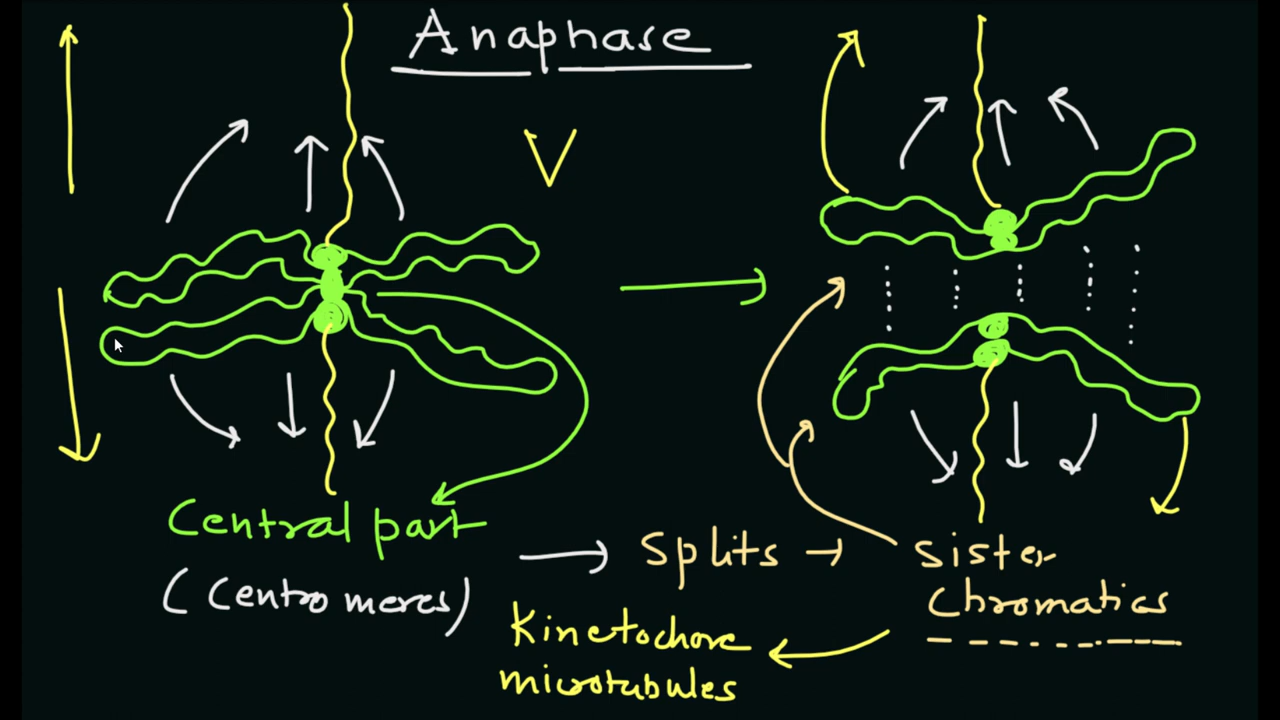 Anaphase
V
Central part
(Centromeres)
Splits
Sister
Chromatics
Kinetochore
microtubules